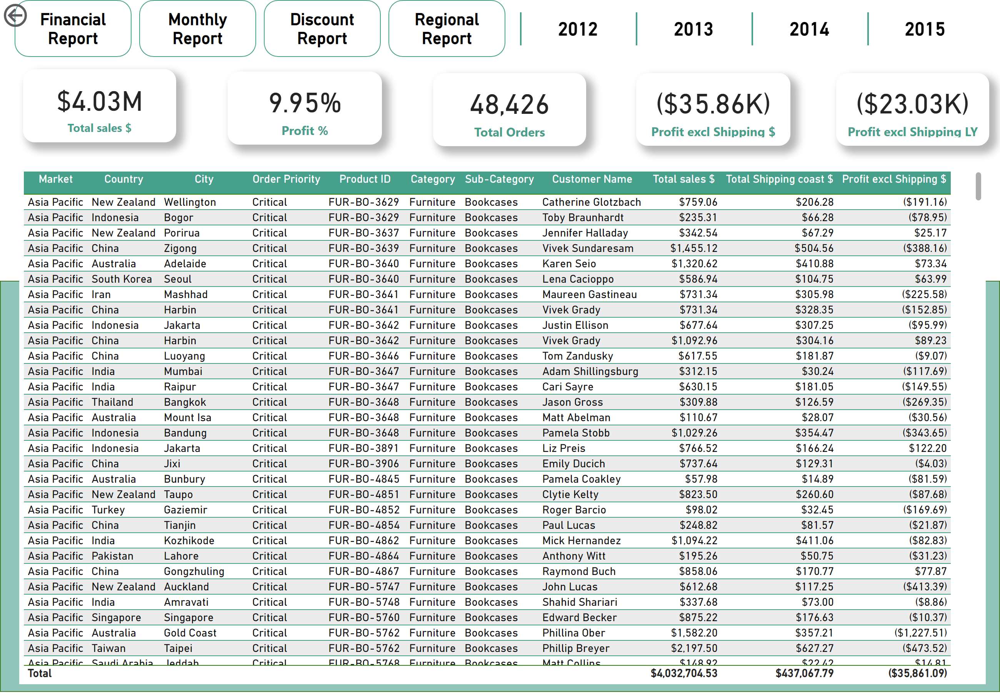 Financial Report
Monthly Report
Discount Report
Regional Report
2012
2013
2014
2015
$4.03M
Total sales $
9.95%
Profit %
48,426
Total Orders
($35.86K)
Profit excl Shipping $
($23.03K)
Profit excl Shipping LY
Market Country City Order Priority Product ID Category Sub-Category Customer Name Total sales $ Total Shipping coast $ Profit excl Shipping $
Asia Pacific New Zealand Wellington Critical FUR-BO-3629 Furniture Bookcases Catherine Glotzbach $759.06 $206.28 ($191.16)
Asia Pacific Indonesia Bogor Critical FUR-BO-3629 Furniture Bookcases Toby Braunhardt $235.31 $66.28 ($78.95)
Asia Pacific New Zealand Porirua Critical FUR-BO-3637 Furniture Bookcases Jennifer Halladay $342.54 $67.29 $25.17
Asia Pacific China Zigong Critical FUR-BO-3639 Furniture Bookcases Vivek Sundaresam $1,455.12 $504.56 ($388.16)
Asia Pacific Australia Adelaide Critical FUR-BO-3640 Furniture Bookcases Karen Seio $1,320.62 $410.88 $73.34
Asia Pacific South Korea Seoul Critical FUR-BO-3640 Furniture Bookcases Lena Cacioppo $586.94 $104.75 $63.99
Asia Pacific Iran Mashhad Critical FUR-BO-3641 Furniture Bookcases Maureen Gastineau $731.34 $305.98 ($225.58)
Asia Pacific China Harbin Critical FUR-BO-3641 Furniture Bookcases Vivek Grady $731.34 $328.35 ($152.85)
Asia Pacific Indonesia Jakarta Critical FUR-BO-3642 Furniture Bookcases Justin Ellison $677.64 $307.25 ($95.99)
Asia Pacific China Harbin Critical FUR-BO-3642 Furniture Bookcases Vivek Grady $1,092.96 $304.16 $89.23
Asia Pacific China Luoyang Critical FUR-BO-3646 Furniture Bookcases Tom Zandusky $617.55 $181.87 ($9.07)
Asia Pacific India Mumbai Critical FUR-BO-3647 Furniture Bookcases Adam Shillingsburg $312.15 $30.24 ($117.69)
Asia Pacific India Raipur Critical FUR-BO-3647 Furniture Bookcases Cari Sayre $630.15 $181.05 ($149.55)
Asia Pacific Thailand Bangkok Critical FUR-BO-3648 Furniture Bookcases Jason Gross $309.88 $126.59 ($269.35)
Asia Pacific Australia Mount Isa Critical FUR-BO-3648 Furniture Bookcases Matt Abelman $110.67 $28.07 ($30.56)
Asia Pacific Indonesia Bandung Critical FUR-BO-3648 Furniture Bookcases Pamela Stobb $1,029.26 $354.47 ($343.65)
Asia Pacific Indonesia Jakarta Critical FUR-BO-3891 Furniture Bookcases Liz Preis $766.52 $166.24 $122.20
Asia Pacific China Jixi Critical FUR-BO-3906 Furniture Bookcases Emily Ducich $737.64 $129.31 ($4.03)
Asia Pacific Australia Bunbury Critical FUR-BO-4845 Furniture Bookcases Pamela Coakley $57.98 $14.89 ($81.59)
Asia Pacific New Zealand Taupo Critical FUR-BO-4851 Furniture Bookcases Clytie Kelty $823.50 $260.60 ($87.68)
Asia Pacific Turkey Gaziemir Critical FUR-BO-4852 Furniture Bookcases Roger Barcio $98.02 $32.45 ($169.69)
Asia Pacific China Tianjin Critical FUR-BO-4854 Furniture Bookcases Paul Lucas $248.82 $81.57 ($21.87)
Asia Pacific India Kozhikode Critical FUR-BO-4862 Furniture Bookcases Mick Hernandez $1,094.22 $411.06 ($82.83)
Asia Pacific Pakistan Lahore Critical FUR-BO-4864 Furniture Bookcases Anthony Witt $195.26 $50.75 ($31.23)
Asia Pacific China Gongzhuling Critical FUR-BO-4867 Furniture Bookcases Raymond Buch $858.06 $170.77 $77.87
Asia Pacific New Zealand Auckland Critical FUR-BO-5747 Furniture Bookcases John Lucas $612.68 $117.25 ($413.39)
Asia Pacific India Amravati Critical FUR-BO-5748 Furniture Bookcases Shahid Shariari $337.68 $73.00 ($8.86)
Asia Pacific Singapore Singapore Critical FUR-BO-5760 Furniture Bookcases Edward Becker $875.22 $176.63 ($10.37)
Asia Pacific Australia Gold Coast Critical FUR-BO-5762 Furniture Bookcases Phillina Ober $1,582.20 $357.21 ($1,227.51)
Asia Pacific Taiwan Taipei Critical FUR-BO-5762 Furniture Bookcases Phillip Breyer $2,197.50 $627.27 ($473.52)
Asia Pacific Saudi Arabia Jeddah Critical FUR-BO-5768 Furniture Bookcases Matt Collins $148.92 $22.42 $14.81
Total $4,032,704.53 $437,067.79 ($35,861.09)